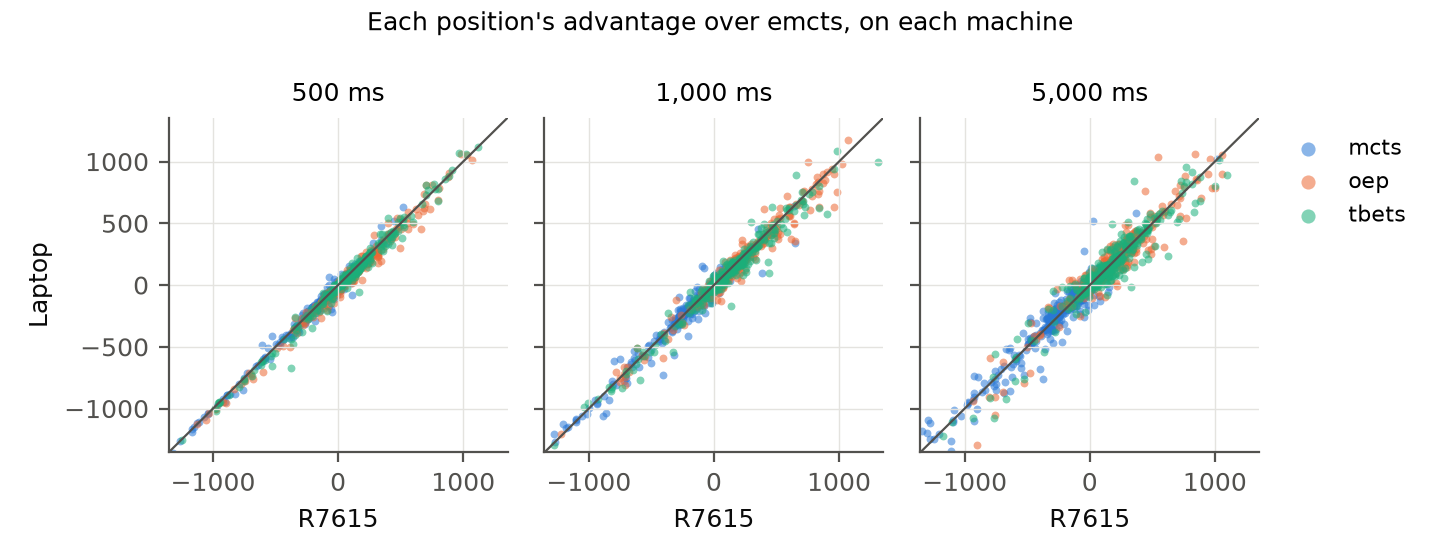 Each position's advantage over emcts, on each machine
500 ms
1,000 ms
5,000 ms
mcts
oep
tbets
Laptop
1000
500
0
−500
−1000
−1000 0 1000
−1000 0 1000
−1000 0 1000
R7615
R7615
R7615